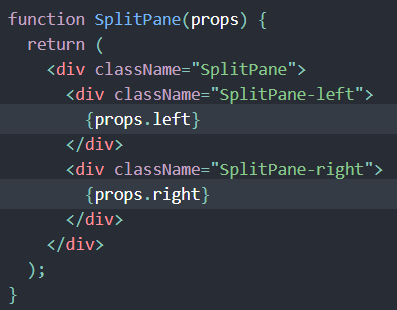 function SplitPane(props) {
  return (
    <div className="SplitPane">
      <div className="SplitPane-left">
        {props.left}
      </div>
      <div className="SplitPane-right">
        {props.right}
      </div>
    </div>
  );
}